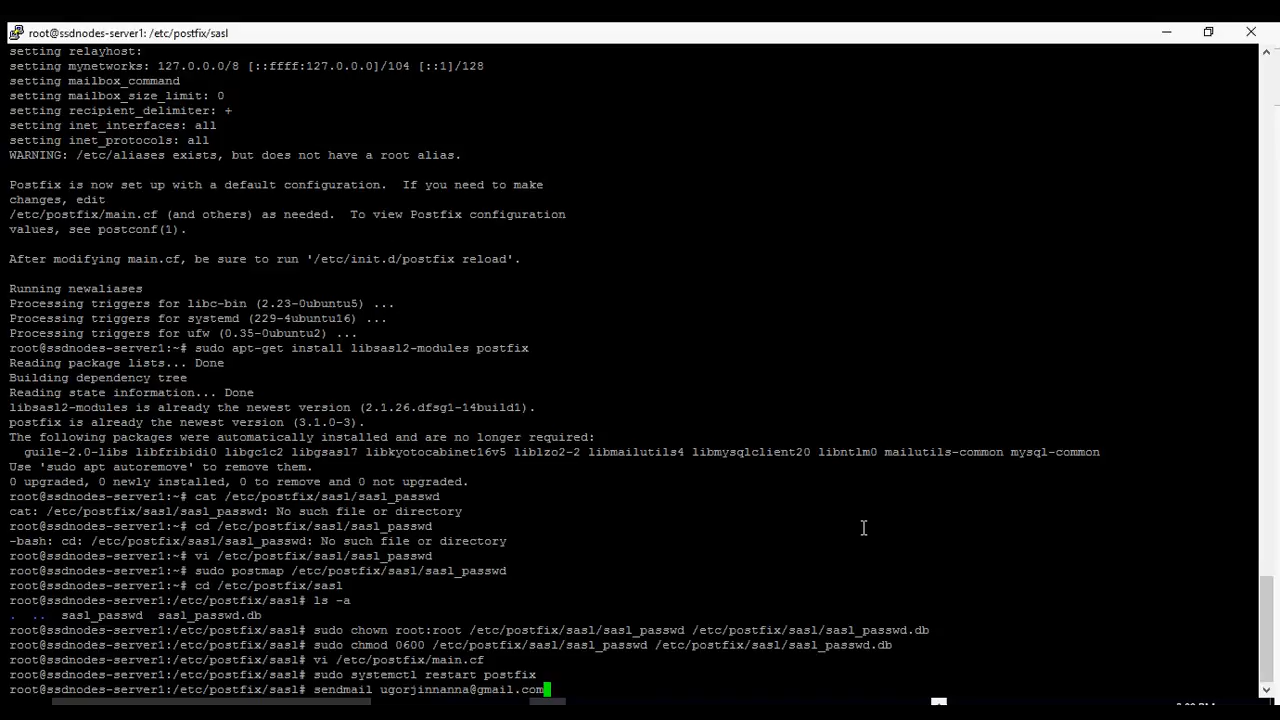 root@ssdnodes-server1: /etc/postfix/sasl
setting relayhost:
setting mynetworks: 127.0.0.0/8 [::ffff:127.0.0.0]/104 [::1]/128
setting mailbox_command
setting mailbox_size_limit: 0
setting recipient_delimiter: +
setting inet_interfaces: all
setting inet_protocols: all
WARNING: /etc/aliases exists, but does not have a root alias.
Postfix is now set up with a default configuration.  If you need to make
changes, edit
/etc/postfix/main.cf (and others) as needed.  To view Postfix configuration
values, see postconf(1).
After modifying main.cf, be sure to run '/etc/init.d/postfix reload'.
Running newaliases
Processing triggers for libc-bin (2.23-0ubuntu5) ...
Processing triggers for systemd (229-4ubuntu16) ...
Processing triggers for ufw (0.35-0ubuntu2) ...
root@ssdnodes-server1:~# sudo apt-get install libsasl2-modules postfix
Reading package lists... Done
Building dependency tree
Reading state information... Done
libsasl2-modules is already the newest version (2.1.26.dfsg1-14build1).
postfix is already the newest version (3.1.0-3).
The following packages were automatically installed and are no longer required:
  guile-2.0-libs libfribidi0 libgc1c2 libgsasl7 libkyotocabinet16v5 liblzo2-2 libmailutils4 libmysqlclient20 libntlm0 mailutils-common mysql-common
Use 'sudo apt autoremove' to remove them.
0 upgraded, 0 newly installed, 0 to remove and 0 not upgraded.
root@ssdnodes-server1:~# cat /etc/postfix/sasl/sasl_passwd
cat: /etc/postfix/sasl/sasl_passwd: No such file or directory
root@ssdnodes-server1:~# cd /etc/postfix/sasl/sasl_passwd
-bash: cd: /etc/postfix/sasl/sasl_passwd: No such file or directory
root@ssdnodes-server1:~# vi /etc/postfix/sasl/sasl_passwd
root@ssdnodes-server1:~# sudo postmap /etc/postfix/sasl/sasl_passwd
root@ssdnodes-server1:~# cd /etc/postfix/sasl
root@ssdnodes-server1:/etc/postfix/sasl# ls -a
.  ..  sasl_passwd  sasl_passwd.db
root@ssdnodes-server1:/etc/postfix/sasl# sudo chown root:root /etc/postfix/sasl/sasl_passwd /etc/postfix/sasl/sasl_passwd.db
root@ssdnodes-server1:/etc/postfix/sasl# sudo chmod 0600 /etc/postfix/sasl/sasl_passwd /etc/postfix/sasl/sasl_passwd.db
root@ssdnodes-server1:/etc/postfix/sasl# vi /etc/postfix/main.cf
root@ssdnodes-server1:/etc/postfix/sasl# sudo systemctl restart postfix
root@ssdnodes-server1:/etc/postfix/sasl# sendmail ugorjinnanna@gmail.com